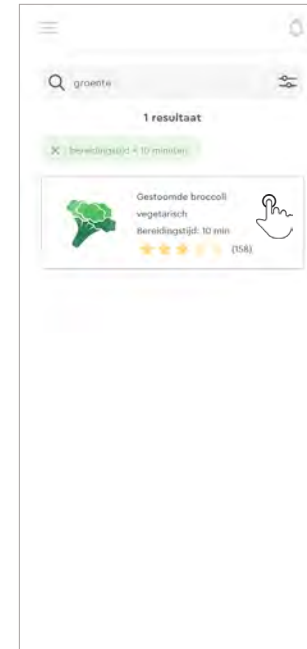 groente
1 resultaat
× bereidingstijd < 10 minuten
Gestoomde broccoli
vegetarisch
Bereidingstijd: 10 min
(158)